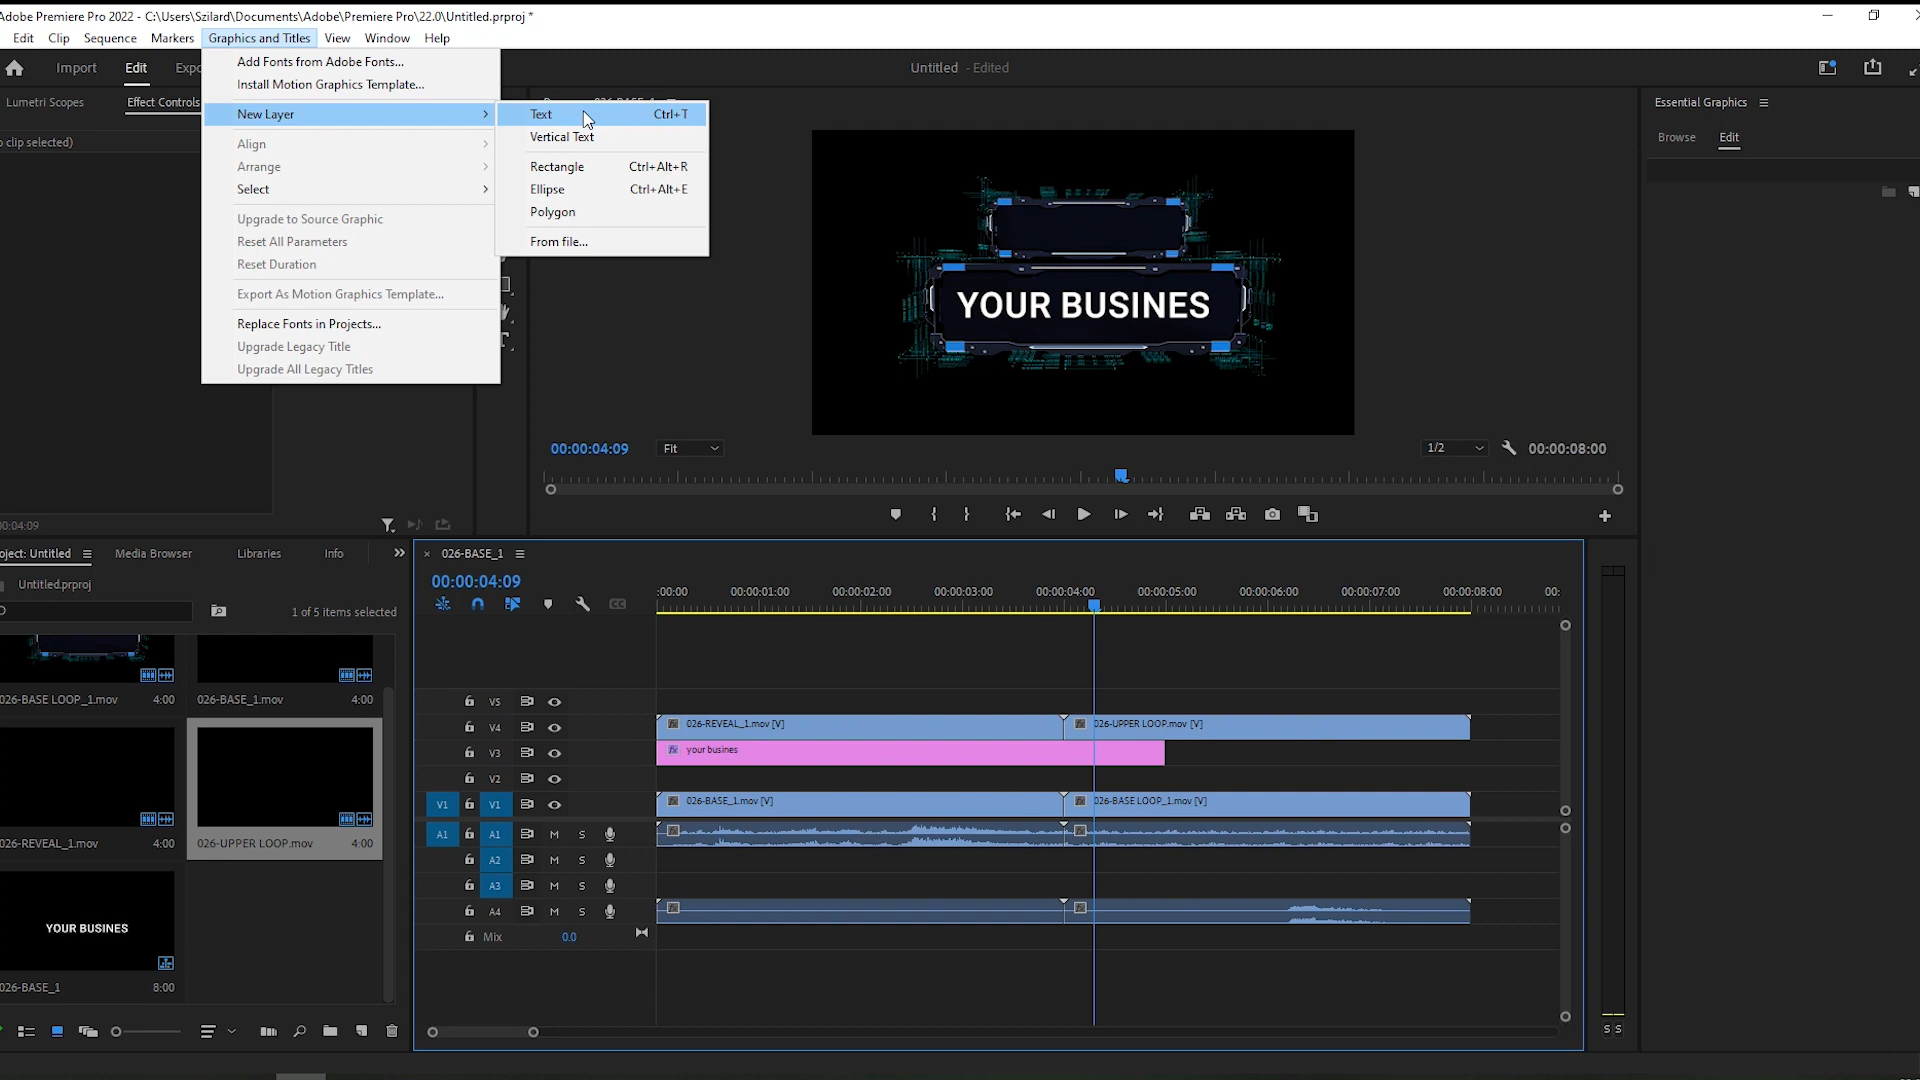 Adobe Premiere Pro 2022 - C:\Users\Szilard\Documents\Adobe\Premiere Pro\22.0\Untitled.prproj *
Edit Clip Sequence Markers Graphics and Titles View Window Help
Import Edit Expo Untitled - Edited
Add Fonts from Adobe Fonts...
Install Motion Graphics Template...
New Layer
Align
Arrange
Select
Upgrade to Source Graphic
Reset All Parameters
Reset Duration
Export As Motion Graphics Template...
Replace Fonts in Projects...
Upgrade Legacy Title
Upgrade All Legacy Titles
Text Ctrl+T
Vertical Text
Rectangle Ctrl+Alt+R
Ellipse Ctrl+Alt+E
Polygon
From file...
Lumetri Scopes Effect Controls
o clip selected)
Essential Graphics
Browse Edit
YOUR BUSINES
00:00:04:09 Fit 1/2 00:00:08:00
0:04:09
oject: Untitled Media Browser Libraries Info
Untitled.prproj
1 of 5 items selected
026-BASE LOOP_1.mov 4:00 026-BASE_1.mov 4:00
026-REVEAL_1.mov 4:00 026-UPPER LOOP.mov 4:00
YOUR BUSINES
026-BASE_1 8:00
× 026-BASE_1
00:00:04:09
:00:00 00:00:01:00 00:00:02:00 00:00:03:00 00:00:04:00 00:00:05:00 00:00:06:00 00:00:07:00 00:00:08:00 00:
V5
V4 026-REVEAL_1.mov [V] 026-UPPER LOOP.mov [V]
V3 your busines
V2
V1 V1 026-BASE_1.mov [V] 026-BASE LOOP_1.mov [V]
A1 A1 M S
A2 M S
A3 M S
A4 M S
Mix 0.0
S S